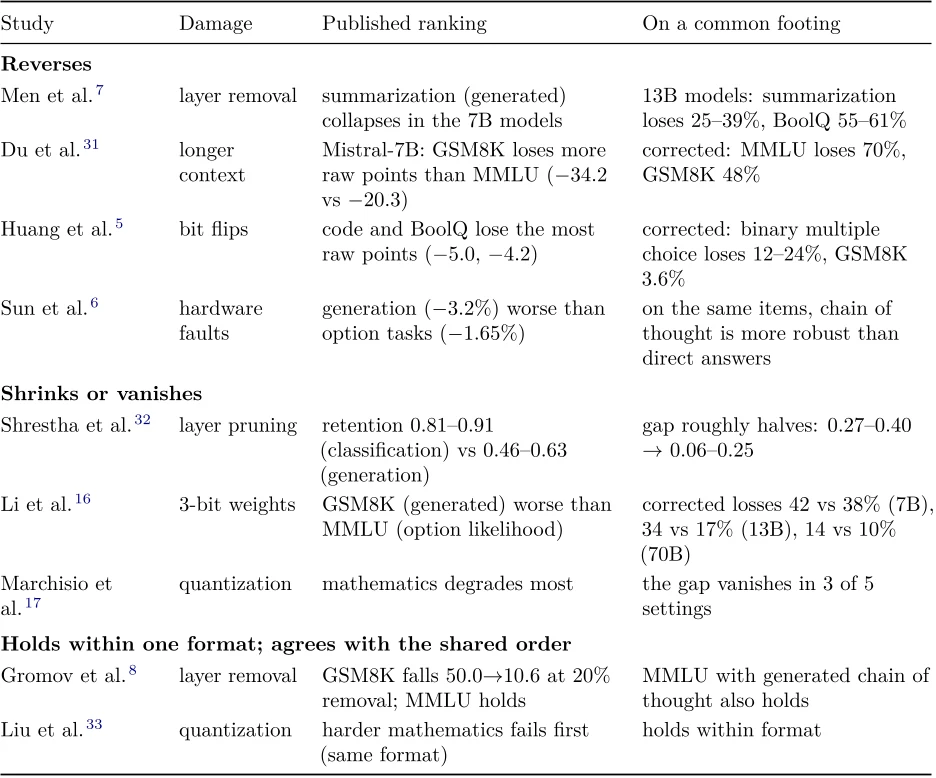 Study Damage Published ranking On a common footing
Reverses
Men et al.7 layer removal summarization (generated) 13B models: summarization
collapses in the 7B models loses 25–39%, BoolQ 55–61%
Du et al.31 longer Mistral-7B: GSM8K loses more corrected: MMLU loses 70%,
context raw points than MMLU (−34.2 GSM8K 48%
vs −20.3)
Huang et al.5 bit flips code and BoolQ lose the most corrected: binary multiple
raw points (−5.0, −4.2) choice loses 12–24%, GSM8K
3.6%
Sun et al.6 hardware generation (−3.2%) worse than on the same items, chain of
faults option tasks (−1.65%) thought is more robust than
direct answers
Shrinks or vanishes
Shrestha et al.32 layer pruning retention 0.81–0.91 gap roughly halves: 0.27–0.40
(classification) vs 0.46–0.63 → 0.06–0.25
(generation)
Li et al.16 3-bit weights GSM8K (generated) worse than corrected losses 42 vs 38% (7B),
MMLU (option likelihood) 34 vs 17% (13B), 14 vs 10%
(70B)
Marchisio et quantization mathematics degrades most the gap vanishes in 3 of 5
al.17 settings
Holds within one format; agrees with the shared order
Gromov et al.8 layer removal GSM8K falls 50.0→10.6 at 20% MMLU with generated chain of
removal; MMLU holds thought also holds
Liu et al.33 quantization harder mathematics fails first holds within format
(same format)